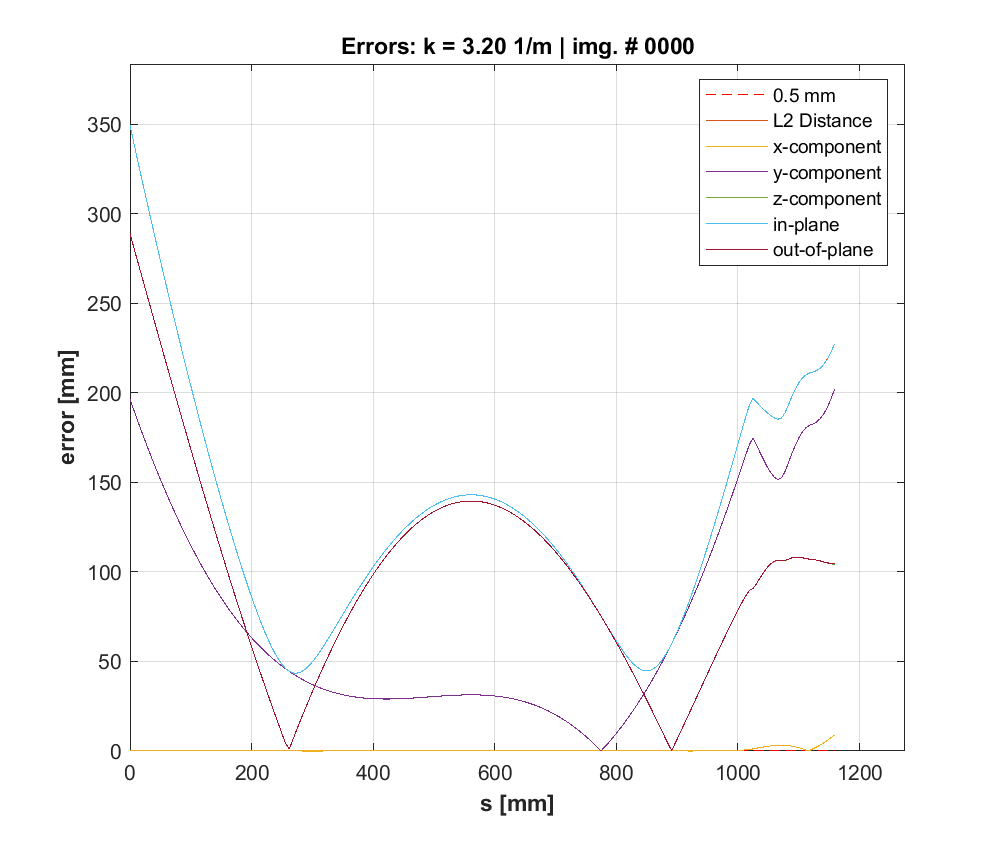 Errors: k = 3.20 1/m | img. # 0000
0.5 mm
L2 Distance
x-component
y-component
z-component
in-plane
out-of-plane
350
300
250
200
150
100
50
0
error [mm]
0 200 400 600 800 1000 1200
s [mm]